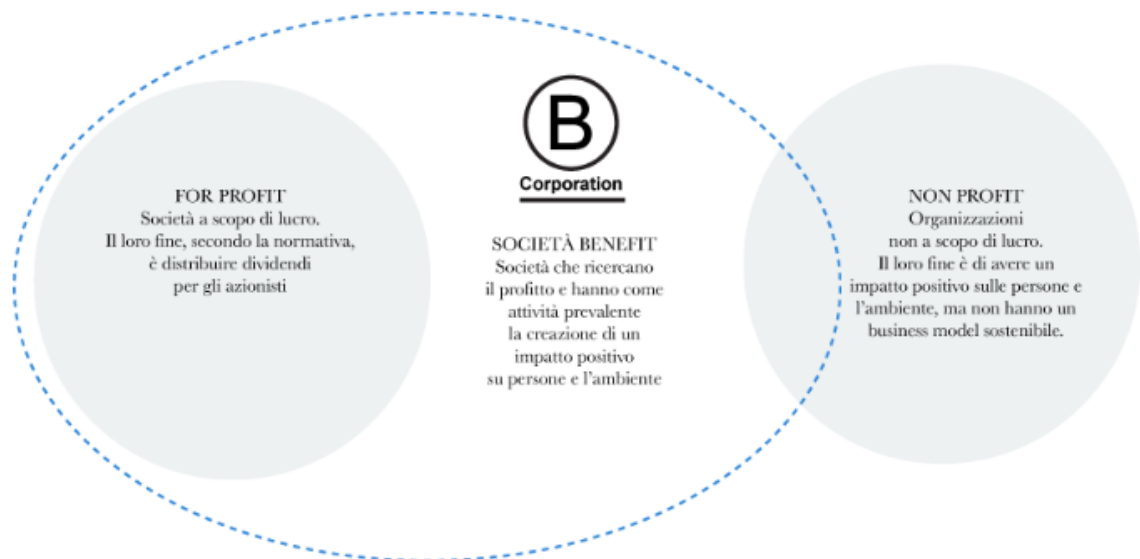 FOR PROFIT
Società a scopo di lucro.
Il loro fine, secondo la normativa,
è distribuire dividendi
per gli azionisti
B
Corporation
SOCIETÀ BENEFIT
Società che ricercano
il profitto e hanno come
attività prevalente
la creazione di un
impatto positivo
su persone e l'ambiente
NON PROFIT
Organizzazioni
non a scopo di lucro.
Il loro fine è di avere un
impatto positivo sulle persone e
l'ambiente, ma non hanno un
business model sostenibile.